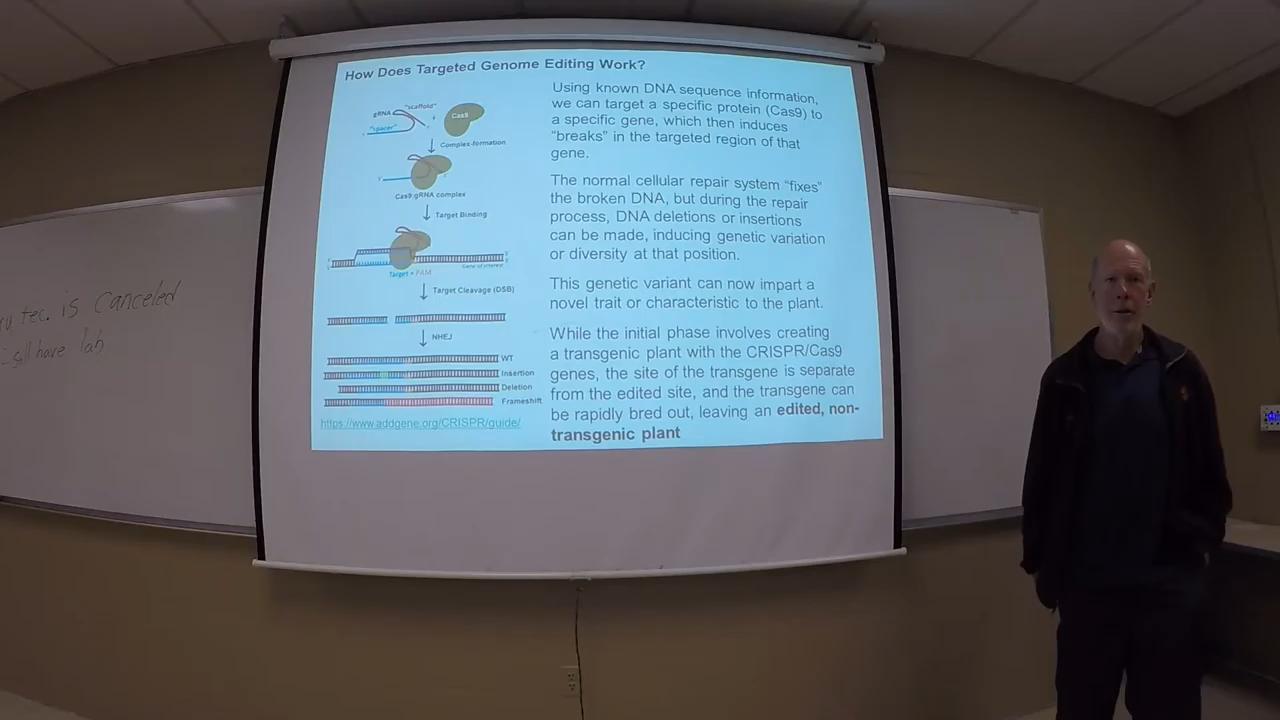 How Does Targeted Genome Editing Work?
gRNA
"scaffold"
Cas9
"spacer"
Complex-formation
Cas9:gRNA complex
Target Binding
Gene of interest
Target + PAM
Target Cleavage (DSB)
NHEJ
WT
Insertion
Deletion
Frameshift
https://www.addgene.org/CRISPR/guide/
Using known DNA sequence information,
we can target a specific protein (Cas9) to
a specific gene, which then induces
"breaks" in the targeted region of that
gene.
The normal cellular repair system "fixes"
the broken DNA, but during the repair
process, DNA deletions or insertions
can be made, inducing genetic variation
or diversity at that position.
This genetic variant can now impart a
novel trait or characteristic to the plant.
While the initial phase involves creating
a transgenic plant with the CRISPR/Cas9
genes, the site of the transgene is separate
from the edited site, and the transgene can
be rapidly bred out, leaving an edited, non-
transgenic plant
is canceled
have lab